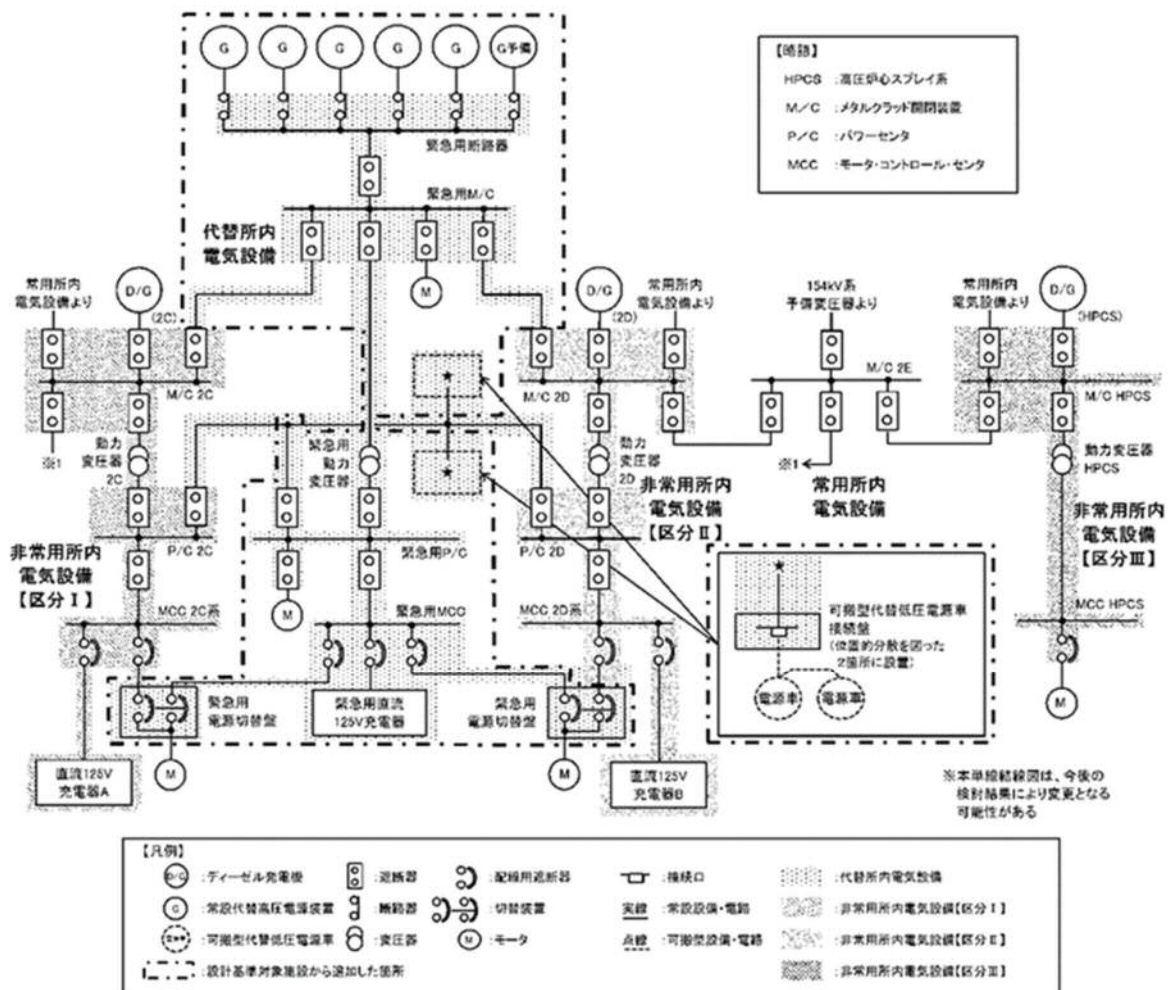 G
G
G
G
G
G予備
緊急用断路器
緊急用M/C
代替所内
電気設備
M
【略語】
HPCS :高圧炉心スプレイ系
M/C :メタルクラッド開閉装置
P/C :パワーセンタ
MCC :モータ・コントロール・センタ
常用所内
電気設備より
D/G
(2C)
M/C 2C
※1
動力
変圧器
2C
P/C 2C
非常用所内
電気設備
【区分Ⅰ】
MCC 2C系
緊急用
動力
変圧器
緊急用P/C
M
緊急用MCC
D/G
(2D)
常用所内
電気設備より
M/C 2D
動力
変圧器
2D
P/C 2D
非常用所内
電気設備
【区分Ⅱ】
MCC 2D系
154kV系
予備変圧器より
M/C 2E
※1
常用所内
電気設備
常用所内
電気設備より
D/G
(HPCS)
M/C HPCS
動力変圧器
HPCS
非常用所内
電気設備
【区分Ⅲ】
MCC HPCS
M
★
★
★
可搬型代替低圧電源車
接続盤
(位置的分散を図った
2箇所に設置)
電源車
電源車
緊急用
電源切替盤
緊急用直流
125V充電器
緊急用
電源切替盤
M
M
直流125V
充電器A
直流125V
充電器B
※本単線結線図は、今後の
検討結果により変更となる
可能性がある
【凡例】
D/G :ディーゼル発電機
:遮断器
:配線用遮断器
:接続口
:代替所内電気設備
G :常設代替高圧電源装置
:断路器
:切替装置
実線 :常設設備・電路
:非常用所内電気設備【区分Ⅰ】
電源車 :可搬型代替低圧電源車
:変圧器
M :モータ
点線 :可搬型設備・電路
:非常用所内電気設備【区分Ⅱ】
:設計基準対象施設から追加した箇所
:非常用所内電気設備【区分Ⅲ】